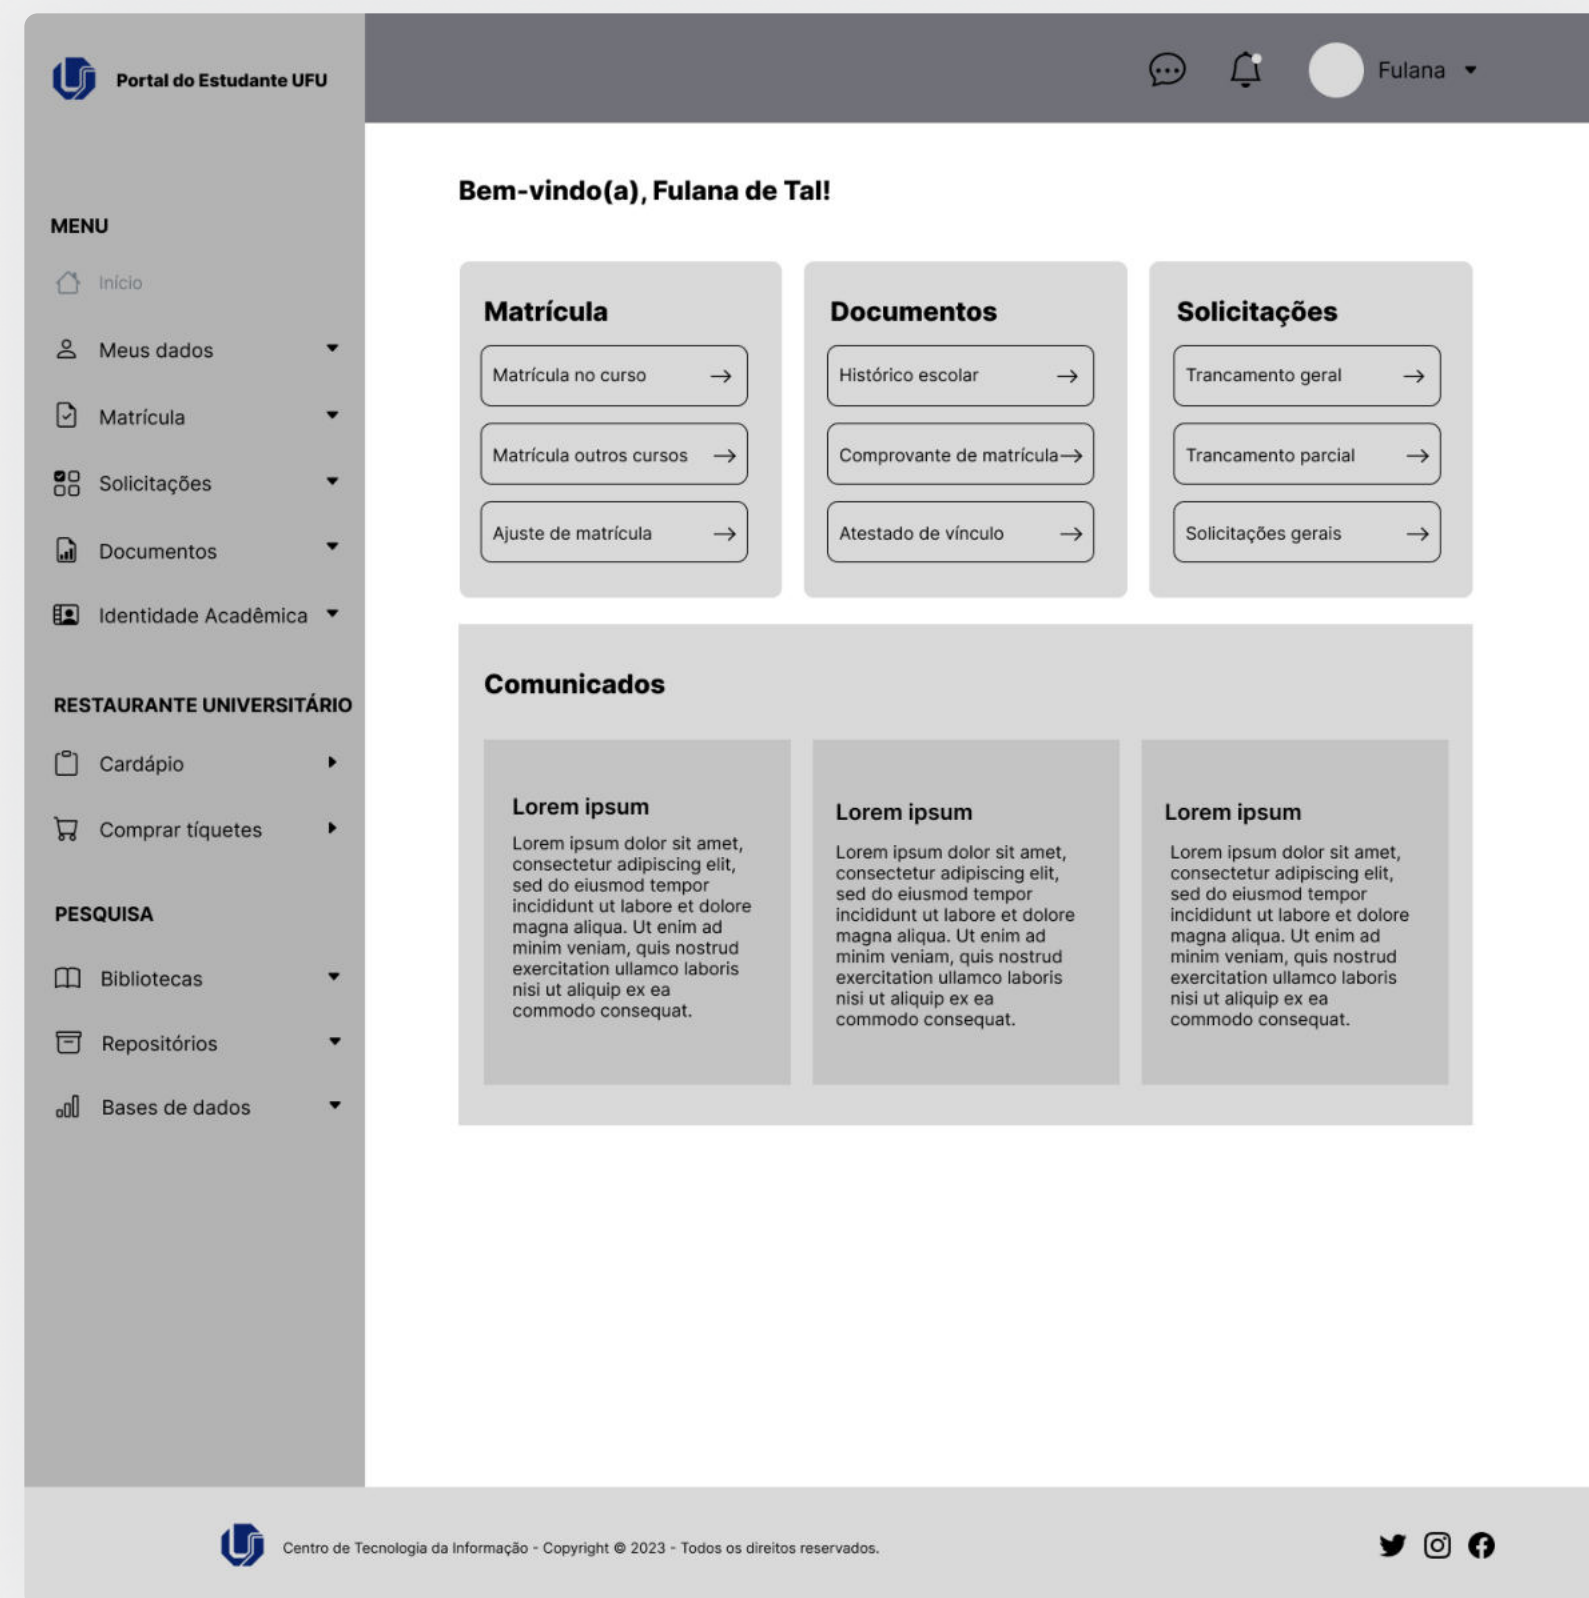 Portal do Estudante UFU
Fulana
MENU
Início
Meus dados
Matrícula
Solicitações
Documentos
Identidade Acadêmica
RESTAURANTE UNIVERSITÁRIO
Cardápio
Comprar tíquetes
PESQUISA
Bibliotecas
Repositórios
Bases de dados
Bem-vindo(a), Fulana de Tal!
Matrícula
Matrícula no curso
Matrícula outros cursos
Ajuste de matrícula
Documentos
Histórico escolar
Comprovante de matrícula
Atestado de vínculo
Solicitações
Trancamento geral
Trancamento parcial
Solicitações gerais
Comunicados
Lorem ipsum
Lorem ipsum dolor sit amet,
consectetur adipiscing elit,
sed do eiusmod tempor
incididunt ut labore et dolore
magna aliqua. Ut enim ad
minim veniam, quis nostrud
exercitation ullamco laboris
nisi ut aliquip ex ea
commodo consequat.
Lorem ipsum
Lorem ipsum dolor sit amet,
consectetur adipiscing elit,
sed do eiusmod tempor
incididunt ut labore et dolore
magna aliqua. Ut enim ad
minim veniam, quis nostrud
exercitation ullamco laboris
nisi ut aliquip ex ea
commodo consequat.
Lorem ipsum
Lorem ipsum dolor sit amet,
consectetur adipiscing elit,
sed do eiusmod tempor
incididunt ut labore et dolore
magna aliqua. Ut enim ad
minim veniam, quis nostrud
exercitation ullamco laboris
nisi ut aliquip ex ea
commodo consequat.
Centro de Tecnologia da Informação - Copyright © 2023 - Todos os direitos reservados.